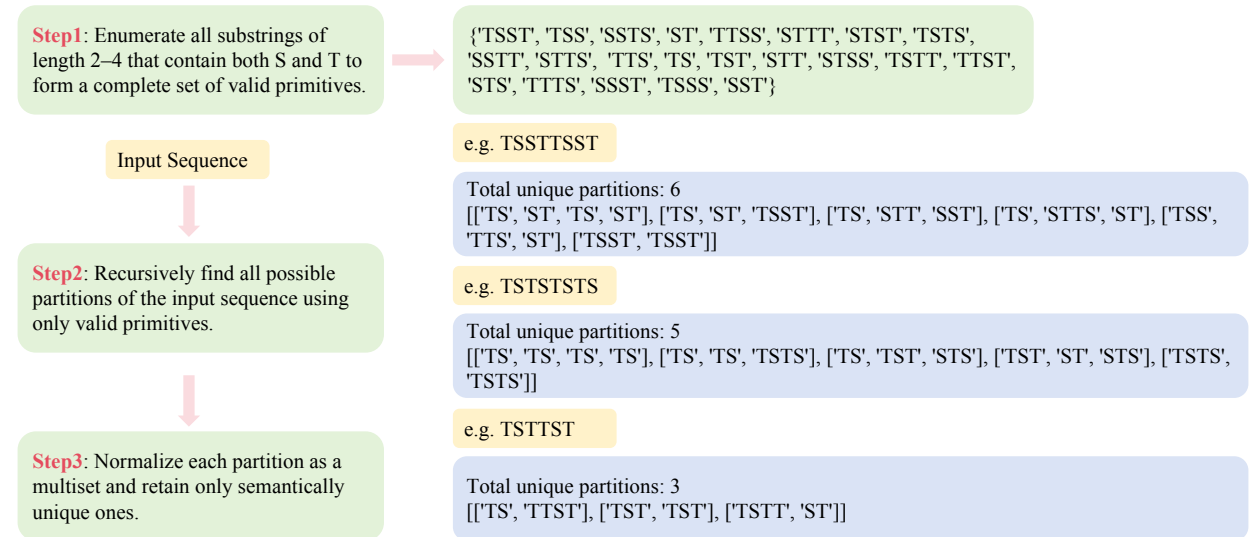 Step1: Enumerate all substrings of
length 2–4 that contain both S and T to
form a complete set of valid primitives.
{'TSST', 'TSS', 'SSTS', 'ST', 'TTSS', 'STTT', 'STST', 'TSTS',
'SSTT', 'STTS', 'TTS', 'TS', 'TST', 'STT', 'STSS', 'TSTT', 'TTST',
'STS', 'TTTS', 'SSST', 'TSSS', 'SST'}
Input Sequence
Step2: Recursively find all possible
partitions of the input sequence using
only valid primitives.
Step3: Normalize each partition as a
multiset and retain only semantically
unique ones.
e.g. TSSTTSST
Total unique partitions: 6
[['TS', 'ST', 'TS', 'ST'], ['TS', 'ST', 'TSST'], ['TS', 'STT', 'SST'], ['TS', 'STTS', 'ST'], ['TSS',
'TTS', 'ST'], ['TSST', 'TSST']]
e.g. TSTSTSTS
Total unique partitions: 5
[['TS', 'TS', 'TS', 'TS'], ['TS', 'TS', 'TSTS'], ['TS', 'TST', 'STS'], ['TST', 'ST', 'STS'], ['TSTS',
'TSTS']]
e.g. TSTTST
Total unique partitions: 3
[['TS', 'TTST'], ['TST', 'TST'], ['TSTT', 'ST']]